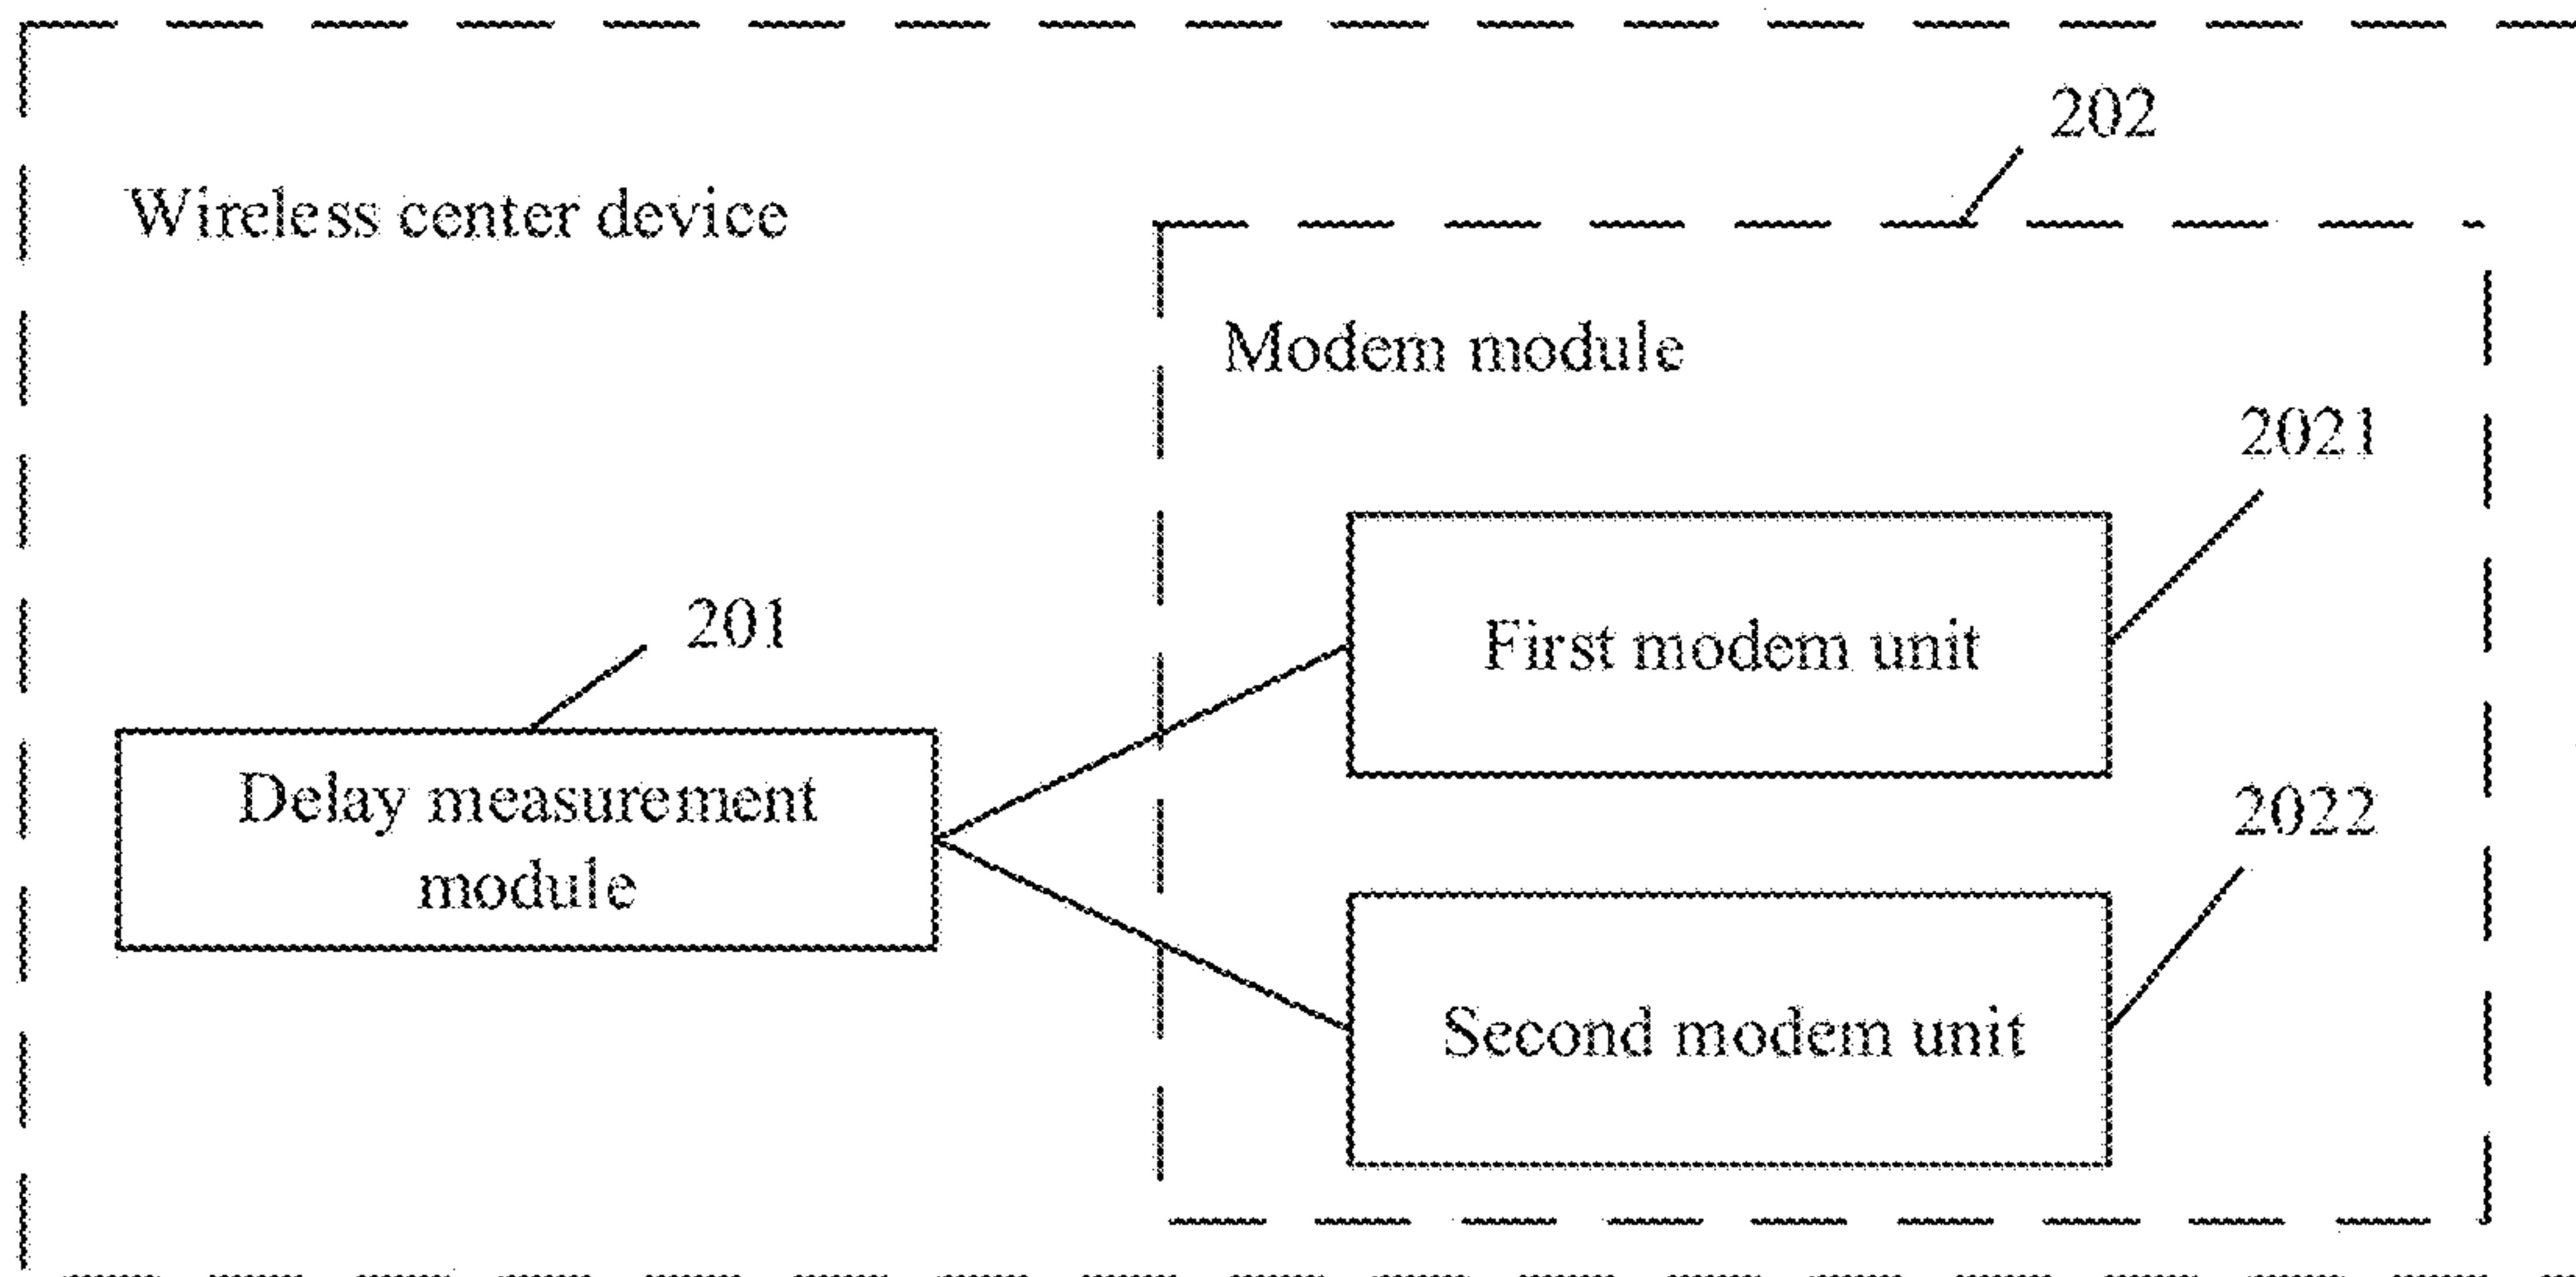 202
Wireless center device
Modem module
2021
First modem unit
201
Delay measurement
module
2022
Second modem unit